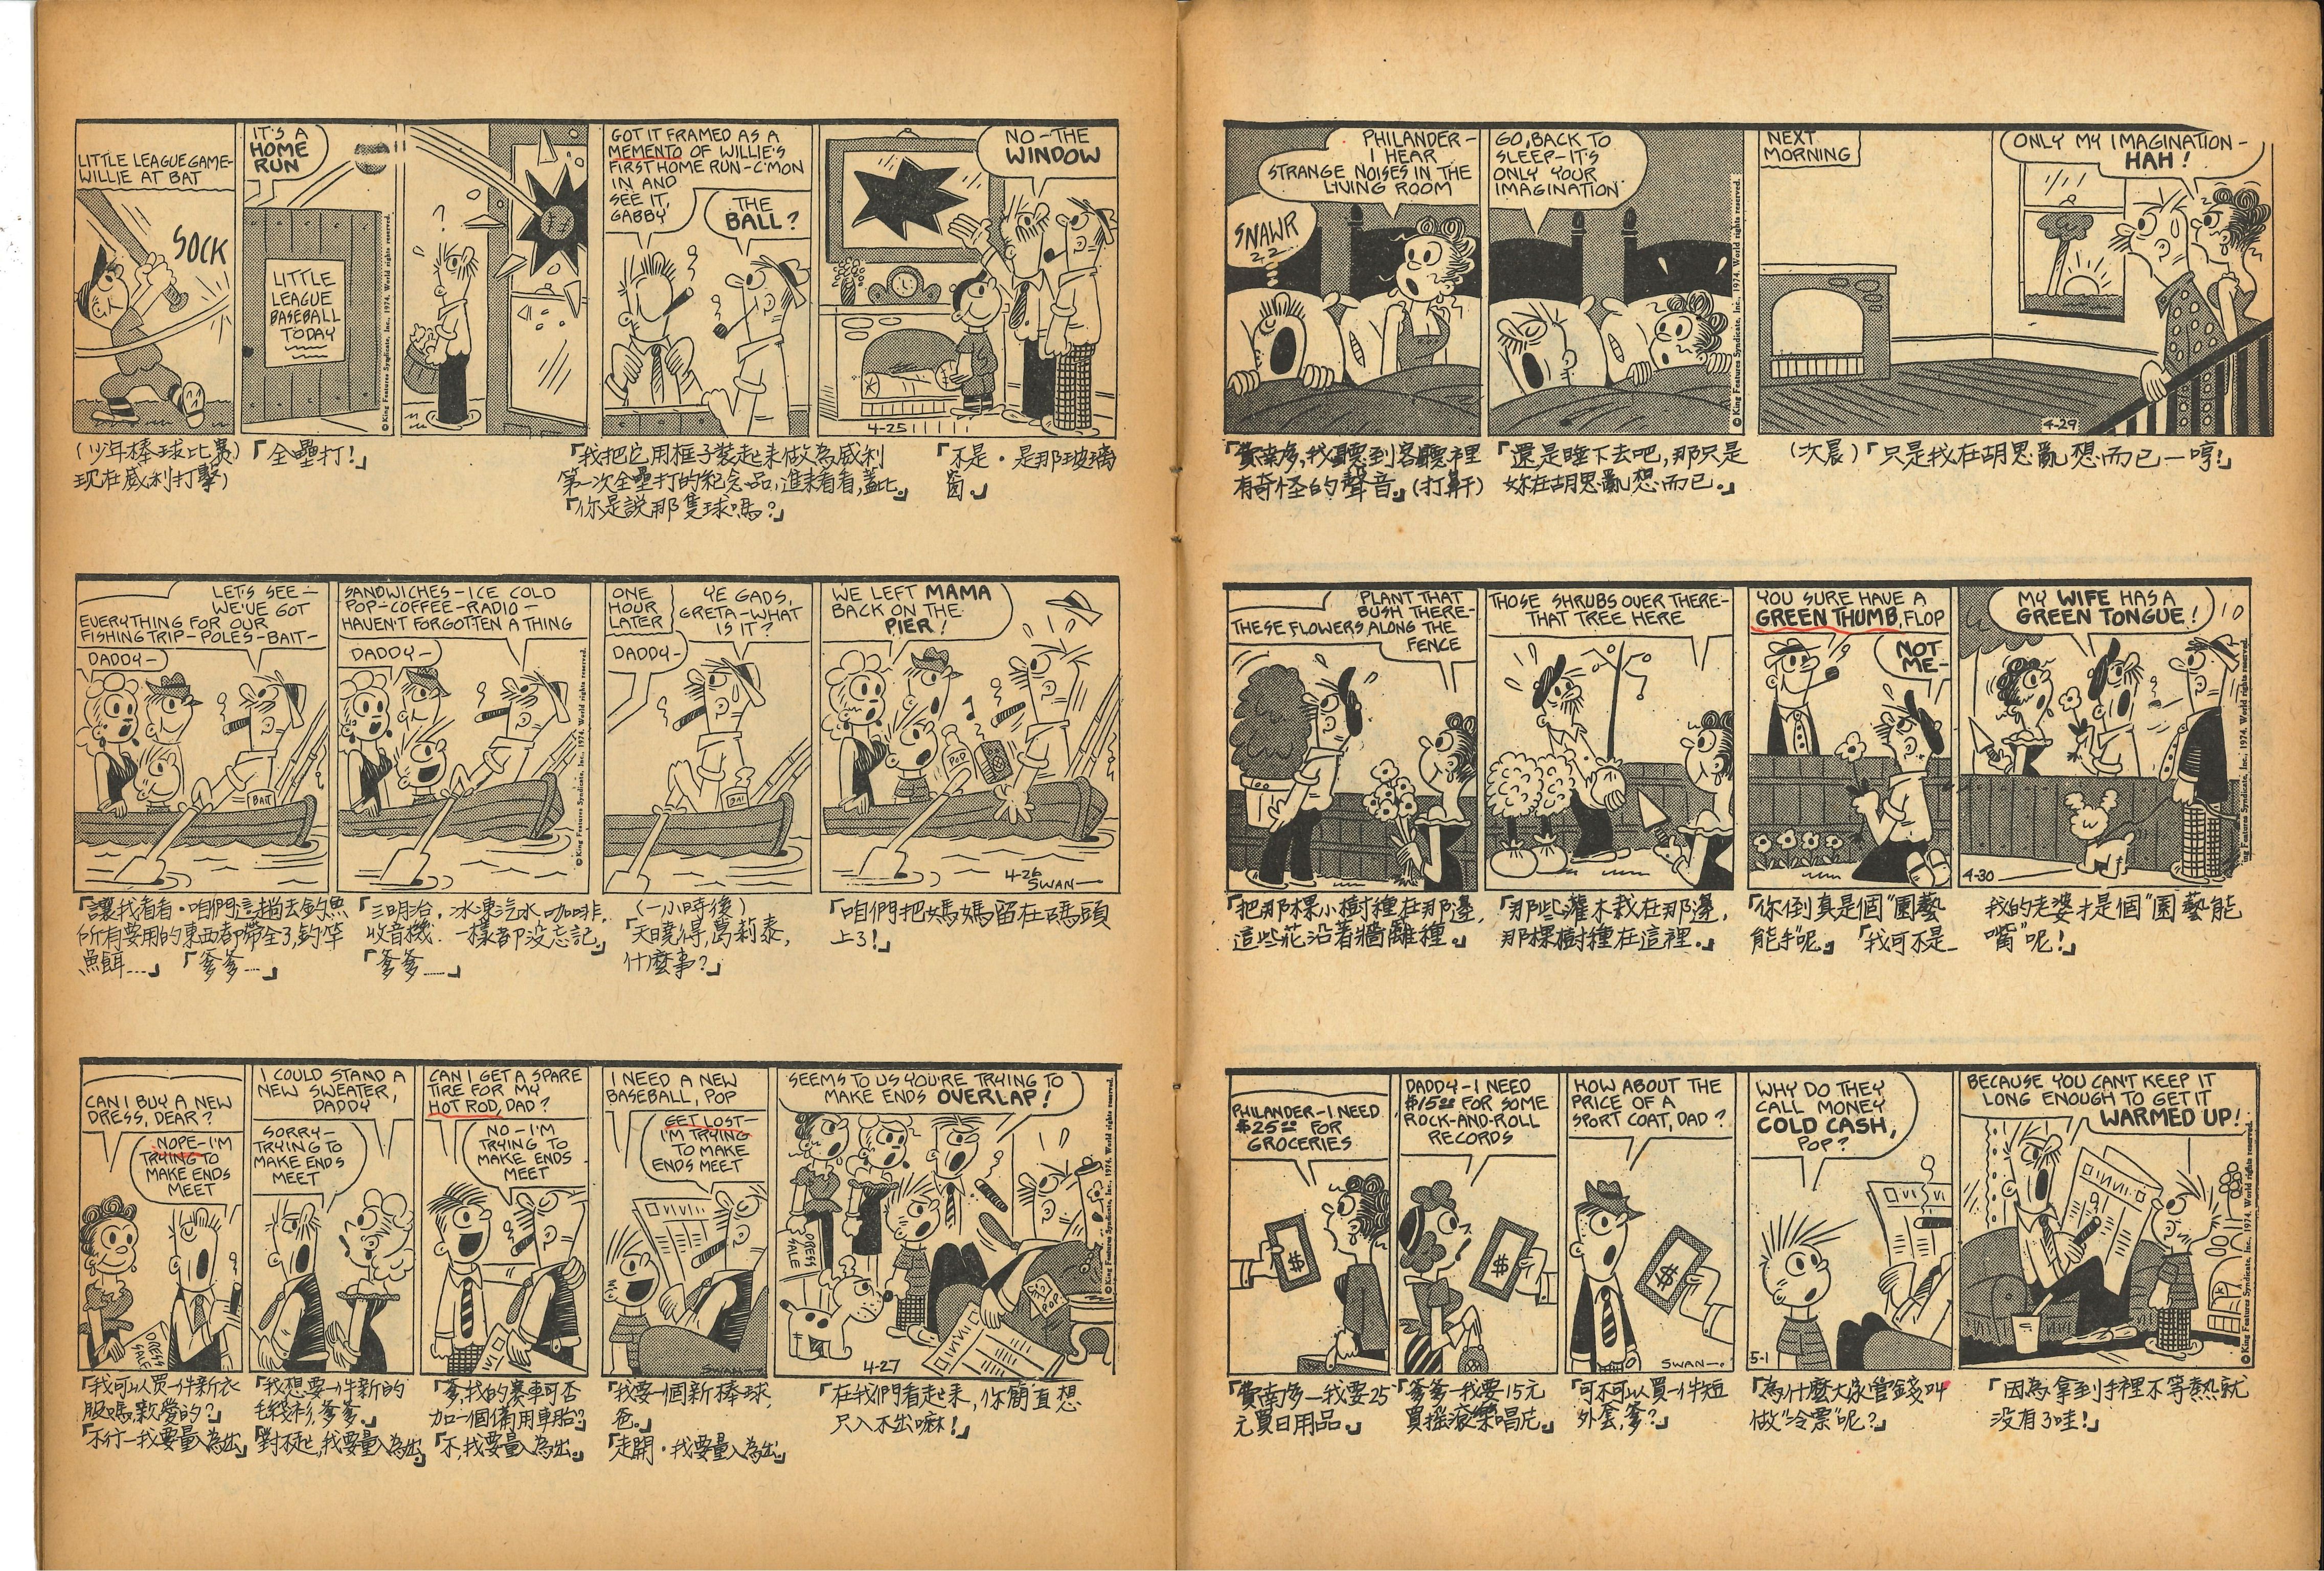 LITTLE LEAGUE GAME-
WILLIE AT BAT
SOCK
IT'S A
HOME
RUN
LITTLE
LEAGUE
BASEBALL
TODAY
© King Features Syndicate, Inc., 1974. World rights reserved.
?
GOT IT FRAMED AS A
MEMENTO OF WILLIE'S
FIRST HOME RUN-C'MON
IN AND
SEE IT,
GABBY
THE
BALL?
NO-THE
WINDOW
4-25
(少年棒球比賽)
現在威利打擊)
「全壘打!」
「我把它用框子裝起來做為威利
第一次全壘打的紀念品,進來看看,蓋比。」
「你是說那隻球嗎?」
「不是·是那玻璃
窗。」
LET'S SEE-
WE'VE GOT
EVERYTHING FOR OUR
FISHING TRIP-POLES-BAIT-
DADDY-
BAIT
SANDWICHES-ICE COLD
POP-COFFEE-RADIO-
HAVEN'T FORGOTTEN A THING
DADDY-
© King Features Syndicate, Inc., 1974. World rights reserved.
ONE
HOUR
LATER
YE GADS,
GRETA-WHAT
IS IT?
DADDY-
WE LEFT MAMA
BACK ON THE
PIER!
POP
4-26
SWAN
「讓我看看·咱們這趟去釣魚
所有要用的東西都帶全了,釣竿
魚餌…」 「爹爹—」
「三明治,冰凍汽水,咖啡,
收音機.一樣都沒忘記。」
「爹爹—」
(一小時後)
「天曉得,葛莉泰,
什麼事?」
「咱們把媽媽留在碼頭
上了!」
CAN I BUY A NEW
DRESS, DEAR?
NOPE-I'M
TRYING TO
MAKE ENDS
MEET
DRESS
SALE
I COULD STAND A
NEW SWEATER,
DADDY
SORRY-
TRYING TO
MAKE ENDS
MEET
CAN I GET A SPARE
TIRE FOR MY
HOT ROD, DAD?
NO-I'M
TRYING TO
MAKE ENDS
MEET
I NEED A NEW
BASEBALL, POP
GET LOST-
I'M TRYING
TO MAKE
ENDS MEET
SWAN
SEEMS TO US YOU'RE TRYING TO
MAKE ENDS OVERLAP!
DRESS
SALE
POP
4-27
© King Features Syndicate, Inc., 1974. World rights reserved.
「我可以買一件新衣
服嗎,親愛的?」
「不行—我要量入為出」
「我想要一件新的
毛綫衫,爹爹。」
「對不起,我要量入為出」
「爹,我的賽車可否
加一個備用車胎?」
「不,我要量入為出。」
「我要一個新棒球,
爸。」
「走開·我要量入為出」
「在我們看起來,你簡直想
只入不出嘛!」
PHILANDER-
I HEAR
STRANGE NOISES IN THE
LIVING ROOM
SNAWR
GO, BACK TO
SLEEP-IT'S
ONLY YOUR
IMAGINATION
© King Features Syndicate, Inc., 1974. World rights reserved.
NEXT
MORNING
ONLY MY IMAGINATION-
HAH!
4-29
「費南多,我聽到客聽裡
有奇怪的聲音。」(打鼾)
「還是睡下去吧,那只是
妳在胡思亂想而已。」
(次晨)「只是我在胡思亂想而已—哼!」
PLANT THAT
BUSH THERE-
THESE FLOWERS ALONG THE
FENCE
THOSE SHRUBS OVER THERE-
THAT TREE HERE
YOU SURE HAVE A
GREEN THUMB, FLOP
NOT
ME-
MY WIFE HAS A
GREEN TONGUE!
4-30
King Features Syndicate, Inc., 1974. World rights reserved.
「把那棵小樹種在那邊,
這些花沿着牆籬種。」
「那些灌木栽在那邊,
那棵樹種在這裡.」
「你倒真是個"園藝
能手"呢。」 「我可不是—
我的老婆才是個"園藝能
嘴"呢!」
PHILANDER-I NEED
$25.00 FOR
GROCERIES
$
DADDY-I NEED
$15.00 FOR SOME
ROCK-AND-ROLL
RECORDS
$
HOW ABOUT THE
PRICE OF A
SPORT COAT, DAD?
$
SWAN
WHY DO THEY
CALL MONEY
COLD CASH,
POP?
5-1
BECAUSE YOU CAN'T KEEP IT
LONG ENOUGH TO GET IT
WARMED UP!
© King Features Syndicate, Inc., 1974. World rights reserved.
「費南多—我要25
元買日用品。」
「爹爹—我要15元
買摇滾樂唱片。」
「可不可以買一件短
外套,爹?」
「為什麼大家管錢叫
做"冷票"呢?」
「因為拿到手裡不等熱就
沒有了哇!」